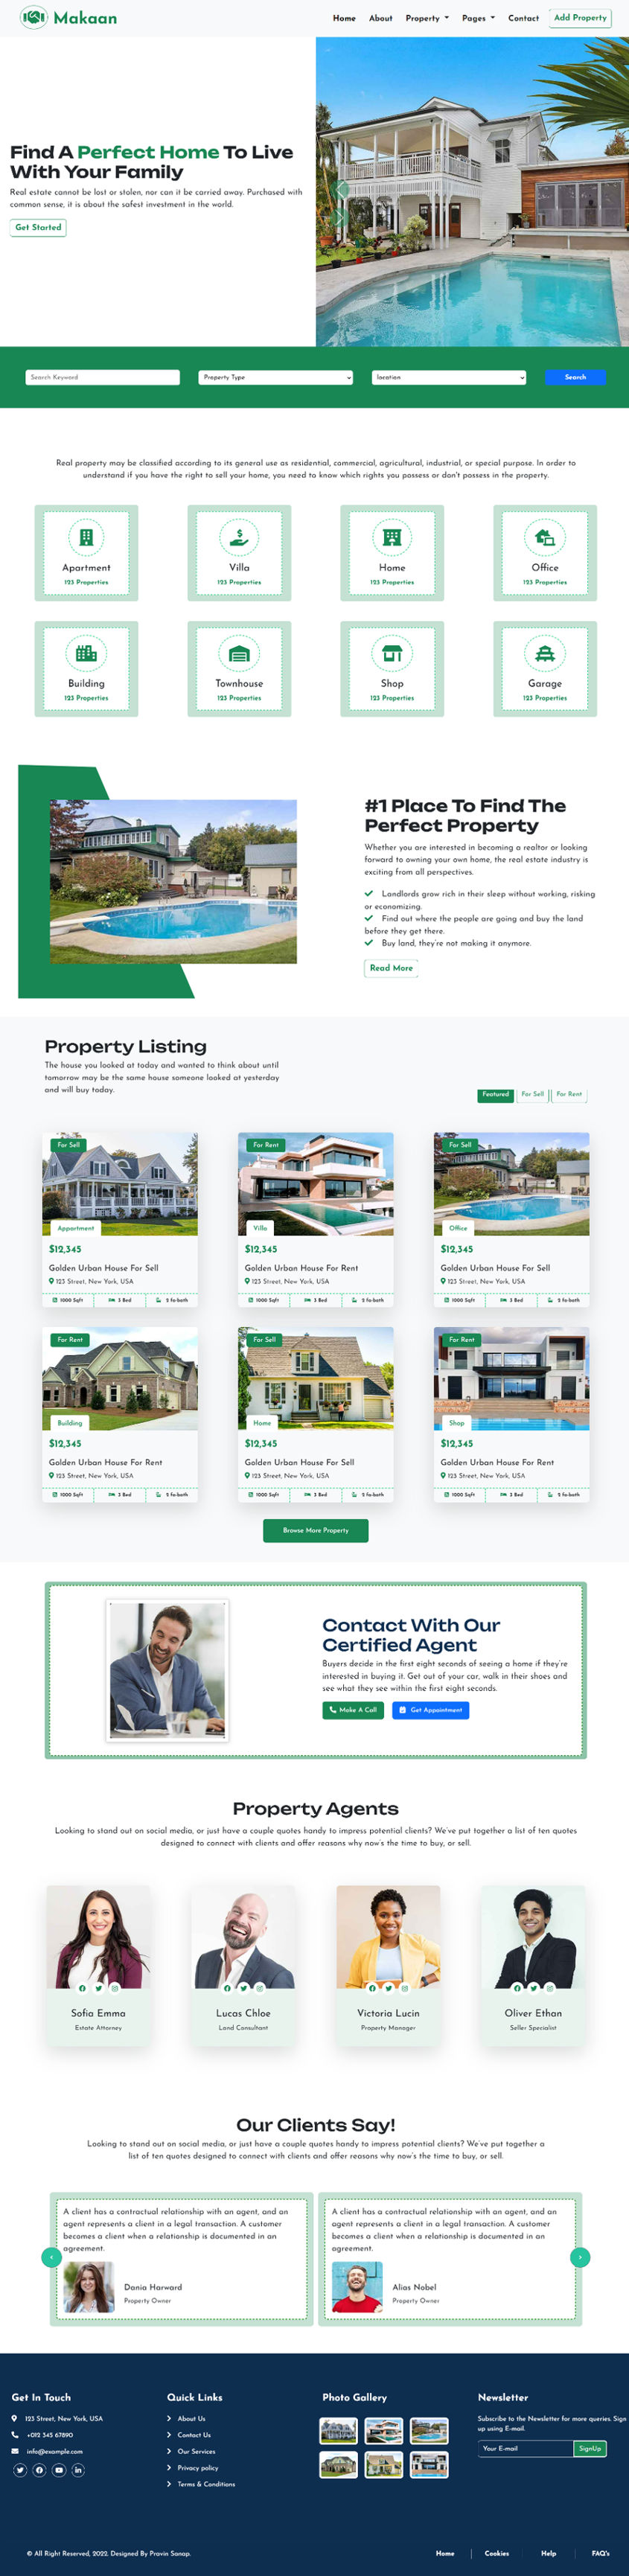 Makaan
Home About Property Pages Contact Add Property
Find A Perfect Home To Live
With Your Family
Real estate cannot be lost or stolen, nor can it be carried away. Purchased with
common sense, it is about the safest investment in the world.
Get Started
Search Keyword Property Type location Search
Real property may be classified according to its general use as residential, commercial, agricultural, industrial, or special purpose. In order to
understand if you have the right to sell your home, you need to know which rights you possess or don't possess in the property.
Apartment Villa Home Office
123 Properties 123 Properties 123 Properties 123 Properties
Building Townhouse Shop Garage
123 Properties 123 Properties 123 Properties 123 Properties
#1 Place To Find The
Perfect Property
Whether you are interested in becoming a realtor or looking
forward to owning your own home, the real estate industry is
exciting from all perspectives.
Landlords grow rich in their sleep without working, risking
or economizing.
Find out where the people are going and buy the land
before they get there.
Buy land, they're not making it anymore.
Read More
Property Listing
The house you looked at today and wanted to think about until
tomorrow may be the same house someone looked at yesterday
and will buy today.
Featured For Sell For Rent
For Sell For Rent For Sell
Appartment Villa Office
$12,345 $12,345 $12,345
Golden Urban House For Sell Golden Urban House For Rent Golden Urban House For Sell
123 Street, New York, USA 123 Street, New York, USA 123 Street, New York, USA
1000 Sqft 3 Bed 2 fa-bath 1000 Sqft 3 Bed 2 fa-bath 1000 Sqft 3 Bed 2 fa-bath
For Rent For Sell For Rent
Building Home Shop
$12,345 $12,345 $12,345
Golden Urban House For Rent Golden Urban House For Sell Golden Urban House For Rent
123 Street, New York, USA 123 Street, New York, USA 123 Street, New York, USA
1000 Sqft 3 Bed 2 fa-bath 1000 Sqft 3 Bed 2 fa-bath 1000 Sqft 3 Bed 2 fa-bath
Browse More Property
Contact With Our
Certified Agent
Buyers decide in the first eight seconds of seeing a home if they're
interested in buying it. Get out of your car, walk in their shoes and
see what they see within the first eight seconds.
Make A Call Get Appointment
Property Agents
Looking to stand out on social media, or just have a couple quotes handy to impress potential clients? We've put together a list of ten quotes
designed to connect with clients and offer reasons why now's the time to buy, or sell.
Sofia Emma Lucas Chloe Victoria Lucin Oliver Ethan
Estate Attorney Land Consultant Property Manager Seller Specialist
Our Clients Say!
Looking to stand out on social media, or just have a couple quotes handy to impress potential clients? We've put together a
list of ten quotes designed to connect with clients and offer reasons why now's the time to buy, or sell.
A client has a contractual relationship with an agent, and an
agent represents a client in a legal transaction. A customer
becomes a client when a relationship is documented in an
agreement.
Dania Harward
Property Owner
A client has a contractual relationship with an agent, and an
agent represents a client in a legal transaction. A customer
becomes a client when a relationship is documented in an
agreement.
Alias Nobel
Property Owner
Get In Touch
123 Street, New York, USA
+012 345 67890
info@example.com
Quick Links
About Us
Contact Us
Our Services
Privacy policy
Terms & Conditions
Photo Gallery
Newsletter
Subscribe to the Newsletter for more queries. Sign
up using E-mail.
Your E-mail SignUp
© All Right Reserved, 2022. Designed By Pravin Sanap.
Home Cookies Help FAQ's